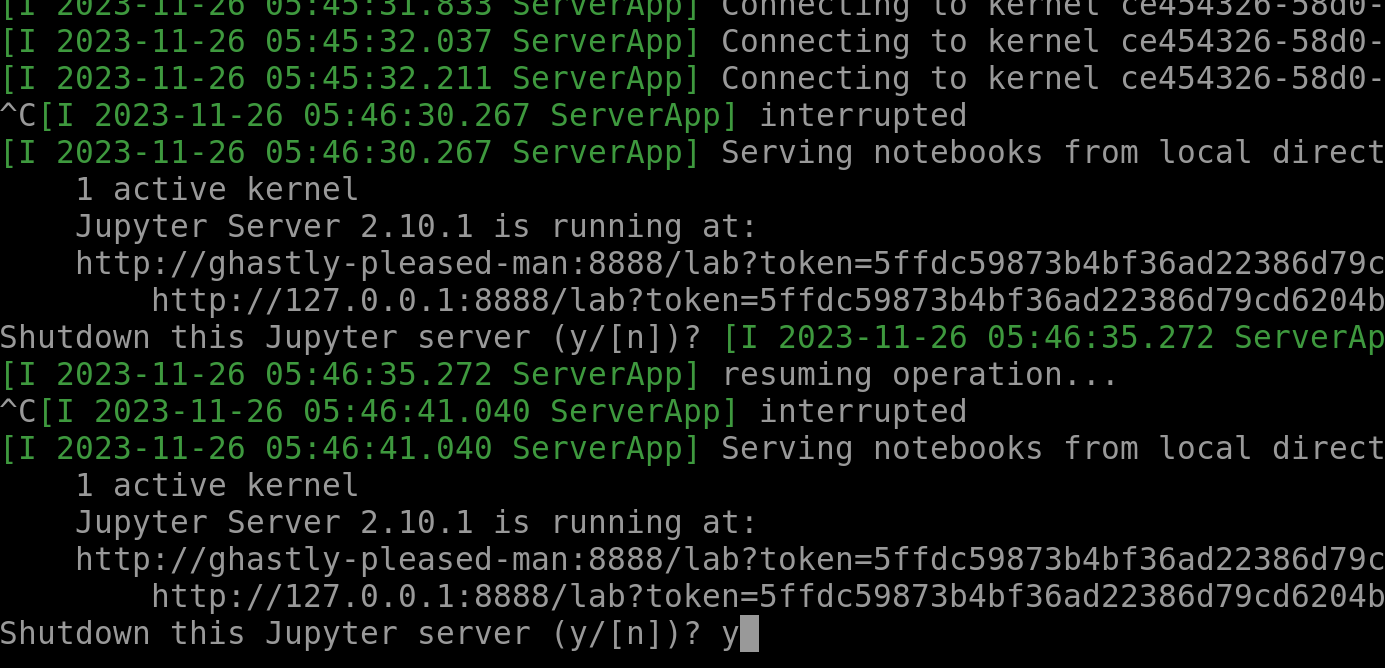 [I 2023-11-26 05:45:31.833 ServerApp] Connecting to kernel ce454326-58d0-
[I 2023-11-26 05:45:32.037 ServerApp] Connecting to kernel ce454326-58d0-
[I 2023-11-26 05:45:32.211 ServerApp] Connecting to kernel ce454326-58d0-
^C[I 2023-11-26 05:46:30.267 ServerApp] interrupted
[I 2023-11-26 05:46:30.267 ServerApp] Serving notebooks from local direct
    1 active kernel
    Jupyter Server 2.10.1 is running at:
    http://ghastly-pleased-man:8888/lab?token=5ffdc59873b4bf36ad22386d79c
        http://127.0.0.1:8888/lab?token=5ffdc59873b4bf36ad22386d79cd6204b
Shutdown this Jupyter server (y/[n])? [I 2023-11-26 05:46:35.272 ServerAp
[I 2023-11-26 05:46:35.272 ServerApp] resuming operation...
^C[I 2023-11-26 05:46:41.040 ServerApp] interrupted
[I 2023-11-26 05:46:41.040 ServerApp] Serving notebooks from local direct
    1 active kernel
    Jupyter Server 2.10.1 is running at:
    http://ghastly-pleased-man:8888/lab?token=5ffdc59873b4bf36ad22386d79c
        http://127.0.0.1:8888/lab?token=5ffdc59873b4bf36ad22386d79cd6204b
Shutdown this Jupyter server (y/[n])? y